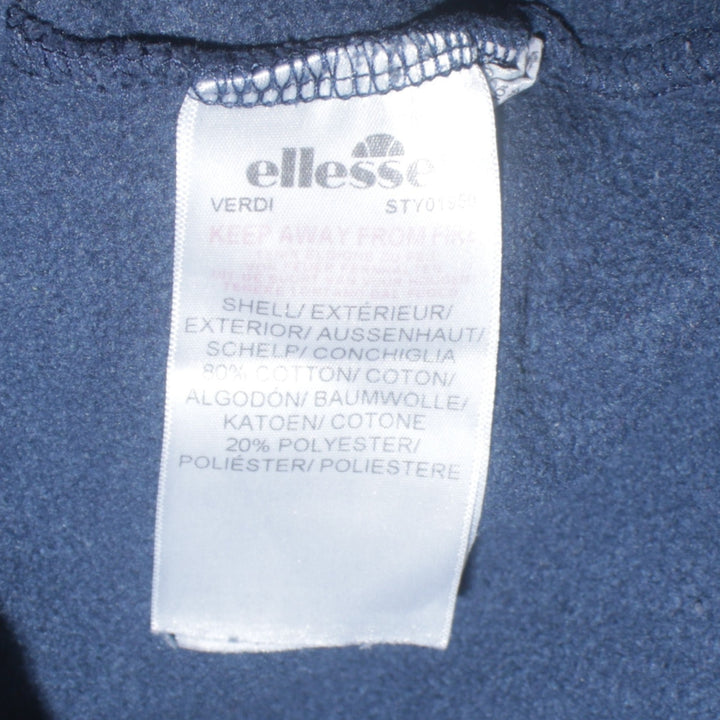 ellesse
VERDI
KEEP AWAY FROM FIRE
SHELL/ EXTÉRIEUR/
EXTERIOR/ AUSSENHAUT/
SCHELP/ CONCHIGLIA
80% COTTON/ COTON/
ALGODÓN/ BAUMWOLLE/
KATOEN/ COTONE
20% POLYESTER/
POLIÉSTER/ POLIESTERE